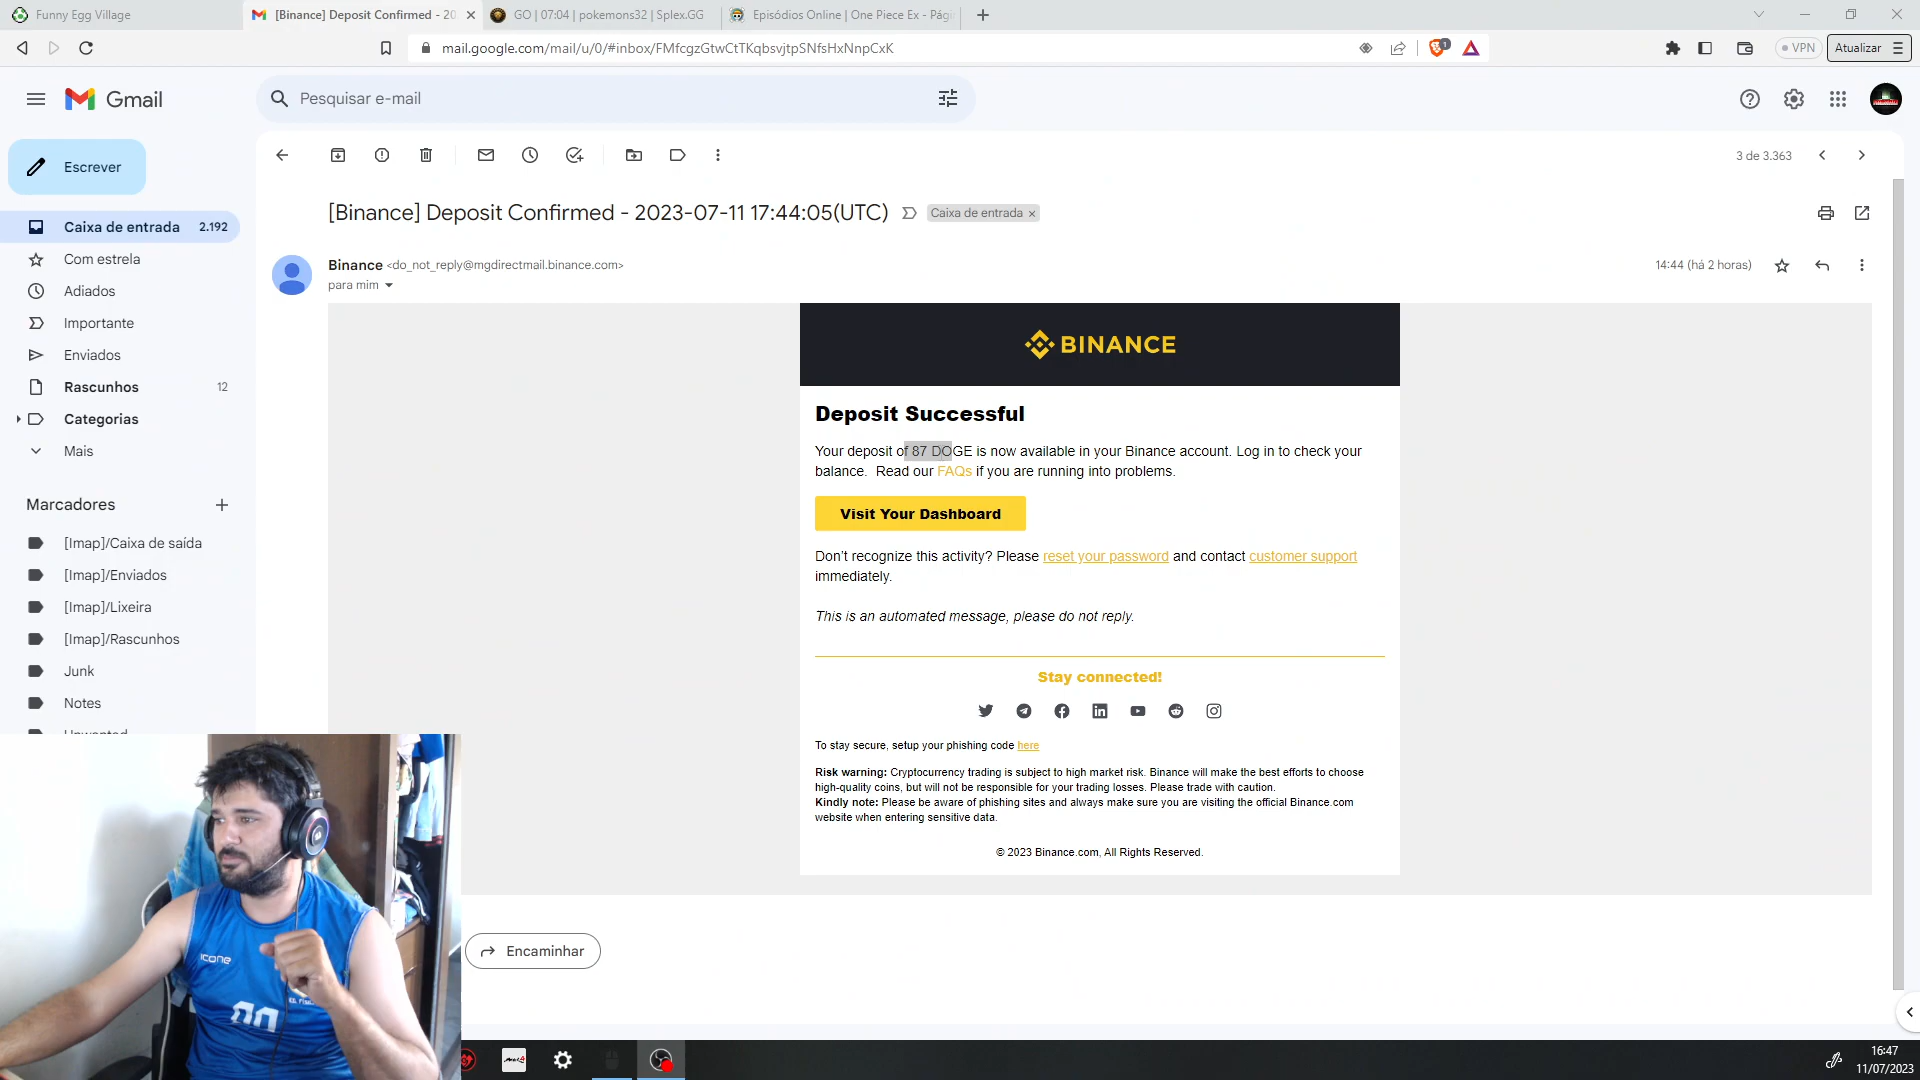 Funny Egg Village
[Binance] Deposit Confirmed - 20
GO | 07:04 | pokemons32 | Splex.GG
Episódios Online | One Piece Ex - Pági
mail.google.com/mail/u/0/#inbox/FMfcgzGtwCtTKqbsvjtpSNfsHxNnpCxK
1
VPN
Atualizar
Gmail
Pesquisar e-mail
Escrever
3 de 3.363
[Binance] Deposit Confirmed - 2023-07-11 17:44:05(UTC)
Caixa de entrada ×
Caixa de entrada 2.192
Com estrela
Adiados
Importante
Enviados
Rascunhos 12
Categorias
Mais
Marcadores
[Imap]/Caixa de saída
[Imap]/Enviados
[Imap]/Lixeira
[Imap]/Rascunhos
Junk
Notes
Binance <do_not_reply@mgdirectmail.binance.com>
14:44 (há 2 horas)
para mim
BINANCE
Deposit Successful
Your deposit of 87 DOGE is now available in your Binance account. Log in to check your
balance. Read our FAQs if you are running into problems.
Visit Your Dashboard
Don't recognize this activity? Please reset your password and contact customer support
immediately.
This is an automated message, please do not reply.
Stay connected!
To stay secure, setup your phishing code here
Risk warning: Cryptocurrency trading is subject to high market risk. Binance will make the best efforts to choose
high-quality coins, but will not be responsible for your trading losses. Please trade with caution.
Kindly note: Please be aware of phishing sites and always make sure you are visiting the official Binance.com
website when entering sensitive data.
© 2023 Binance.com, All Rights Reserved.
Encaminhar
icone
16:47
11/07/2023